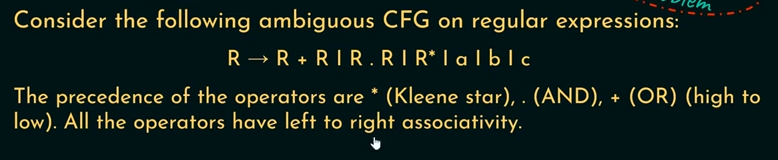 Problem
Consider the following ambiguous CFG on regular expressions:
R → R + R | R . R | R* | a | b | c
The precedence of the operators are * (Kleene star), . (AND), + (OR) (high to
low). All the operators have left to right associativity.